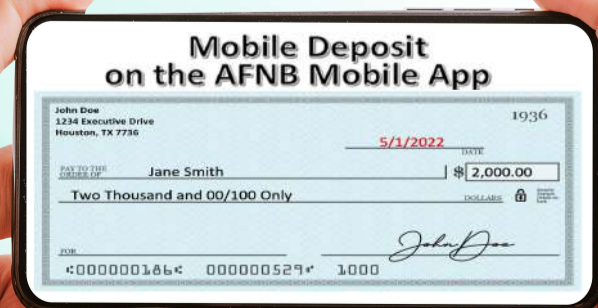 Mobile Deposit
on the AFNB Mobile App
John Doe
1234 Executive Drive
Houston, TX 7736
1936
5/1/2022
DATE
PAY TO THE
ORDER OF
Jane Smith
$ 2,000.00
Two Thousand and 00/100 Only
DOLLARS
FOR
John Doe
⑆000000186⑆ 000000529⑈ 1000